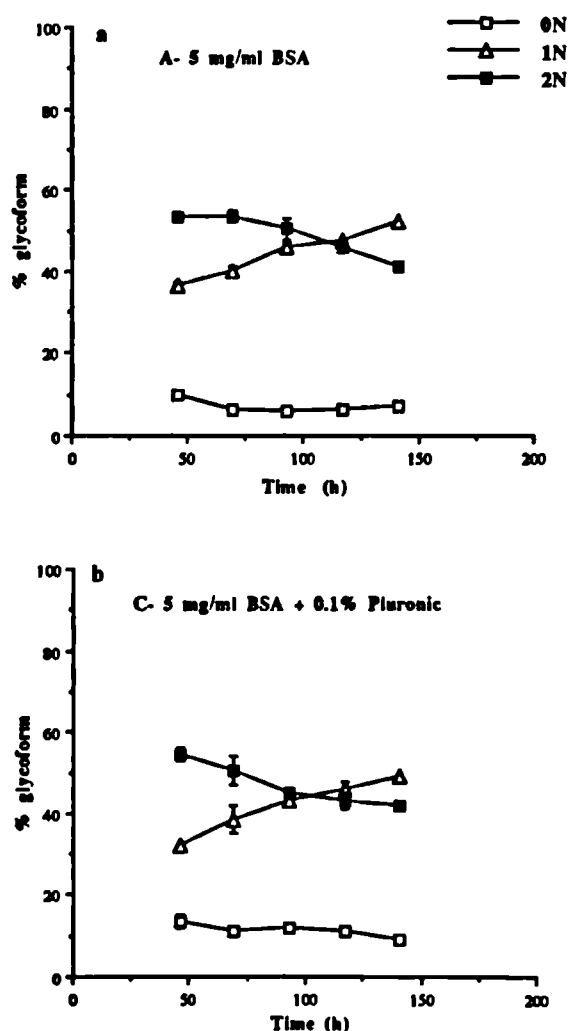 a
A- 5 mg/ml BSA
0N
1N
2N
100
80
60
40
20
0
% glycoform
0 50 100 150 200
Time (h)
b
C- 5 mg/ml BSA + 0.1% Pluronic
100
80
60
40
20
0
% glycoform
0 50 100 150 200
Time (h)